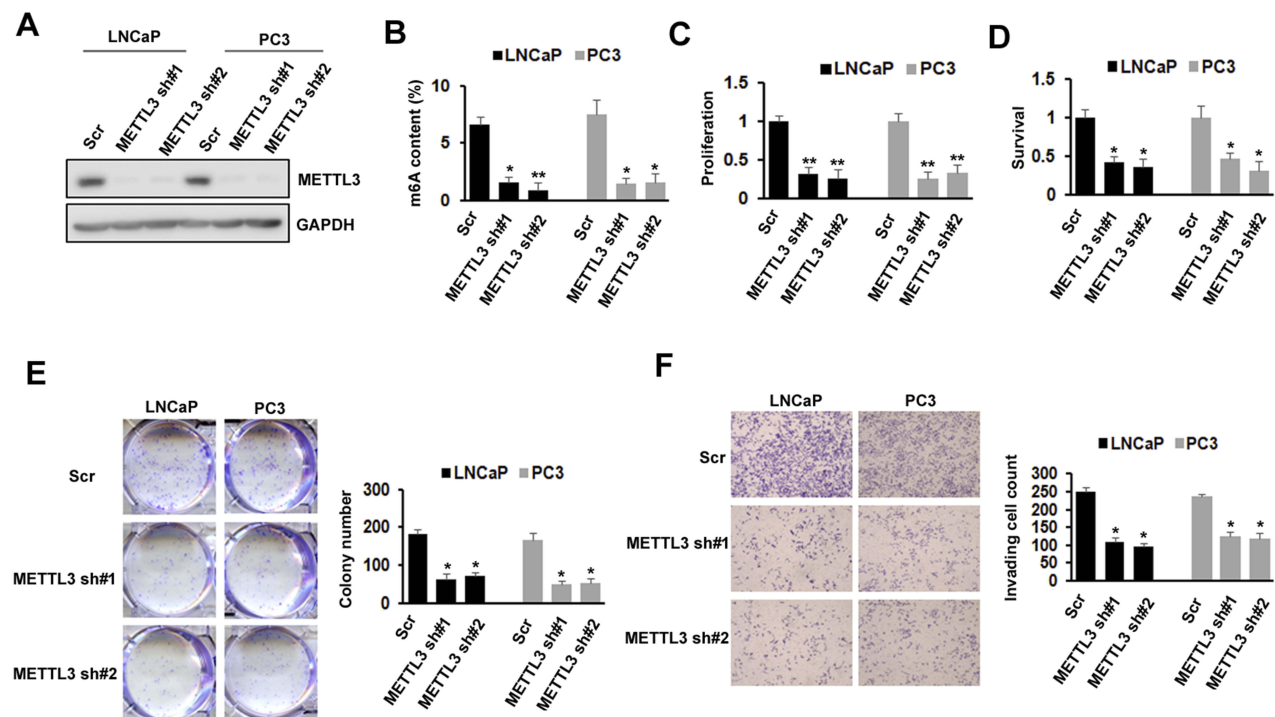 A
LNCaP
PC3
Scr
METTL3 sh#1
METTL3 sh#2
Scr
METTL3 sh#1
METTL3 sh#2
METTL3
GAPDH
B
LNCaP PC3
m6A content (%)
10
5
0
* ** * *
Scr
METTL3 sh#1
METTL3 sh#2
Scr
METTL3 sh#1
METTL3 sh#2
C
LNCaP PC3
Proliferation
1.5
1
0.5
0
** ** ** **
Scr
METTL3 sh#1
METTL3 sh#2
Scr
METTL3 sh#1
METTL3 sh#2
D
LNCaP PC3
Survival
1.5
1
0.5
0
* * * *
Scr
METTL3 sh#1
METTL3 sh#2
Scr
METTL3 sh#1
METTL3 sh#2
E
LNCaP PC3
Scr
METTL3 sh#1
METTL3 sh#2
LNCaP PC3
Colony number
300
200
100
0
* * * *
Scr
METTL3 sh#1
METTL3 sh#2
Scr
METTL3 sh#1
METTL3 sh#2
F
LNCaP PC3
Scr
METTL3 sh#1
METTL3 sh#2
LNCaP PC3
Invading cell count
300
250
200
150
100
50
0
* * * *
Scr
METTL3 sh#1
METTL3 sh#2
Scr
METTL3 sh#1
METTL3 sh#2